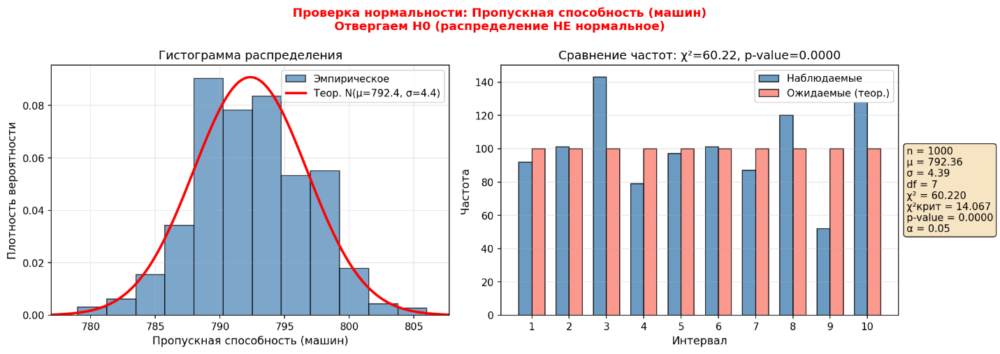 Проверка нормальности: Пропускная способность (машин)
Отвергаем H0 (распределение НЕ нормальное)
Гистограмма распределения
Эмпирическое
Теор. N(μ=792.4, σ=4.4)
Плотность вероятности
0.08
0.06
0.04
0.02
0.00
780
785
790
795
800
805
Пропускная способность (машин)
Сравнение частот: χ²=60.22, p-value=0.0000
Наблюдаемые
Ожидаемые (теор.)
Частота
140
120
100
80
60
40
20
0
1
2
3
4
5
6
7
8
9
10
Интервал
n = 1000
μ = 792.36
σ = 4.39
df = 7
χ² = 60.220
χ²крит = 14.067
p-value = 0.0000
α = 0.05